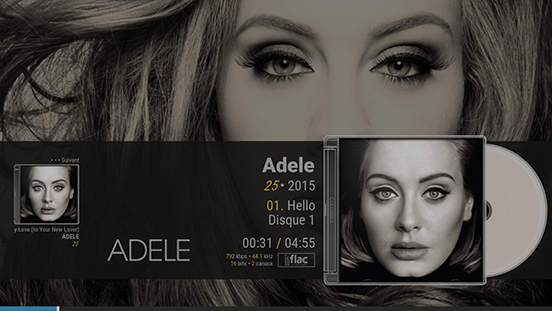 Suivant
y Love (to Your New Lover)
ADELE
25
ADELE
Adele
25 • 2015
01. Hello
Disque 1
00:31 / 04:55
792 kbps • 44.1 kHz
16 bits • 2 canaux
flac